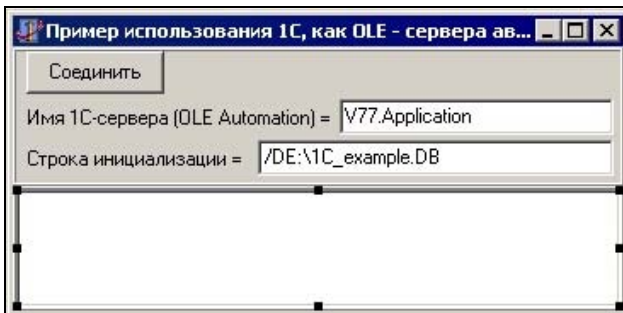 Пример использования 1С, как OLE - сервера ав...
Соединить
Имя 1С-сервера (OLE Automation) = V77.Application
Строка инициализации = /DE:\1C_example.DB